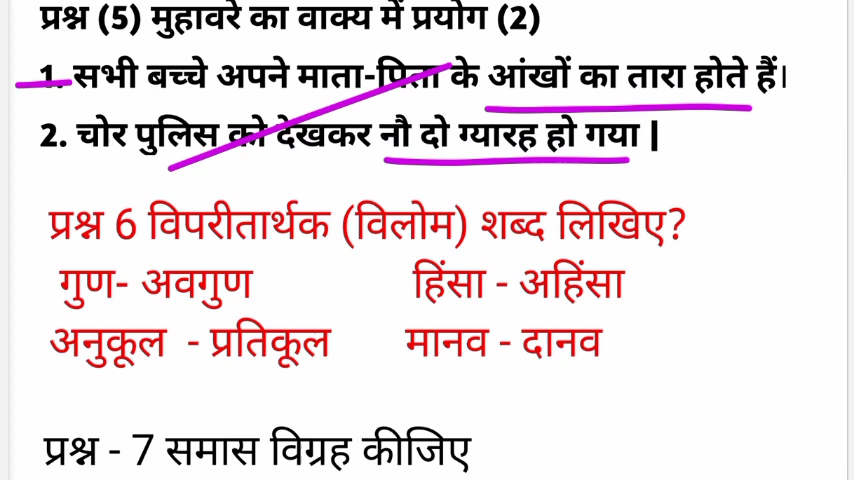 प्रश्न (5) मुहावरे का वाक्य में प्रयोग (2)
1. सभी बच्चे अपने माता-पिता के आंखों का तारा होते हैं।
2. चोर पुलिस को देखकर नौ दो ग्यारह हो गया |
प्रश्न 6 विपरीतार्थक (विलोम) शब्द लिखिए?
गुण- अवगुण हिंसा - अहिंसा
अनुकूल - प्रतिकूल मानव - दानव
प्रश्न - 7 समास विग्रह कीजिए